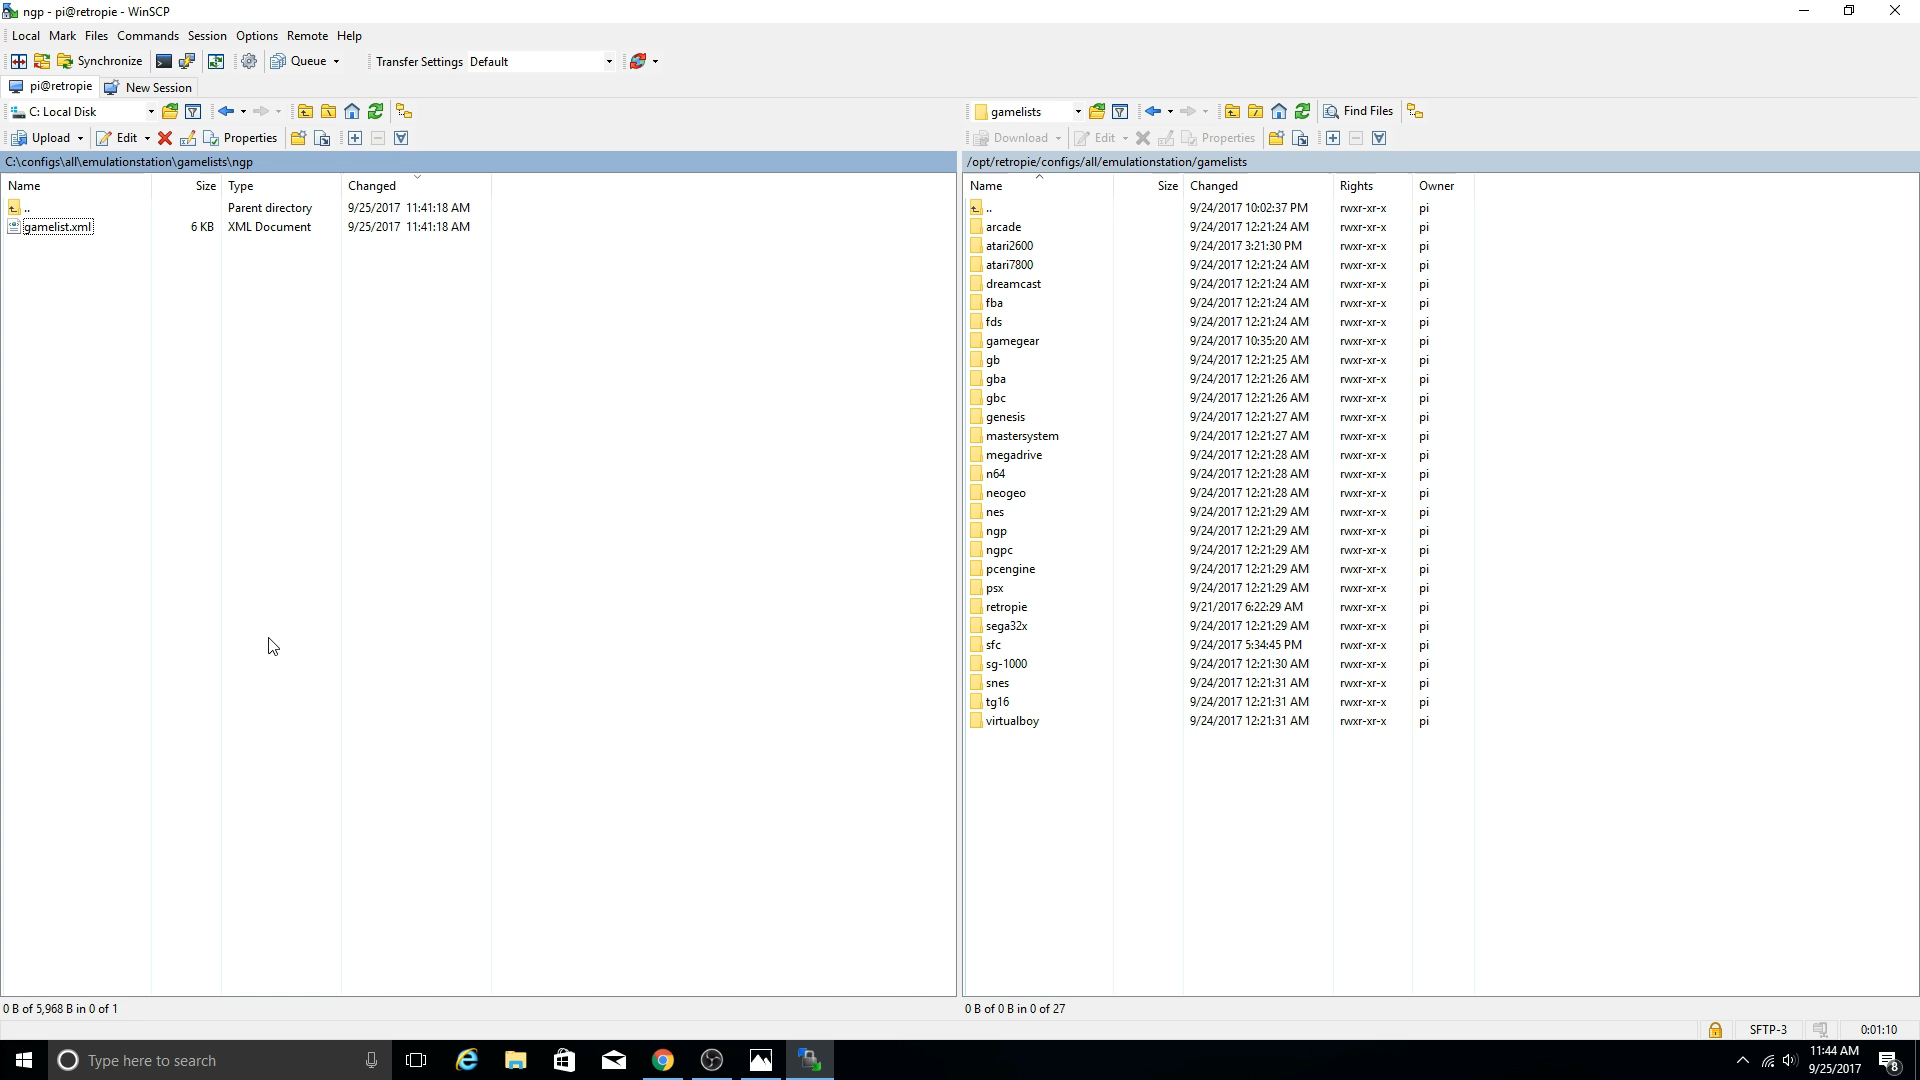 ngp - pi@retropie - WinSCP
Local Mark Files Commands Session Options Remote Help
Synchronize Queue Transfer Settings Default
pi@retropie New Session
C: Local Disk gamelists Find Files
Upload Edit Properties Download Edit Properties
C:\configs\all\emulationstation\gamelists\ngp /opt/retropie/configs/all/emulationstation/gamelists
Name Size Type Changed Name Size Changed Rights Owner
.. Parent directory 9/25/2017 11:41:18 AM .. 9/24/2017 10:02:37 PM rwxr-xr-x pi
gamelist.xml 6 KB XML Document 9/25/2017 11:41:18 AM arcade 9/24/2017 12:21:24 AM rwxr-xr-x pi
atari2600 9/24/2017 3:21:30 PM rwxr-xr-x pi
atari7800 9/24/2017 12:21:24 AM rwxr-xr-x pi
dreamcast 9/24/2017 12:21:24 AM rwxr-xr-x pi
fba 9/24/2017 12:21:24 AM rwxr-xr-x pi
fds 9/24/2017 12:21:24 AM rwxr-xr-x pi
gamegear 9/24/2017 10:35:20 AM rwxr-xr-x pi
gb 9/24/2017 12:21:25 AM rwxr-xr-x pi
gba 9/24/2017 12:21:26 AM rwxr-xr-x pi
gbc 9/24/2017 12:21:26 AM rwxr-xr-x pi
genesis 9/24/2017 12:21:27 AM rwxr-xr-x pi
mastersystem 9/24/2017 12:21:27 AM rwxr-xr-x pi
megadrive 9/24/2017 12:21:28 AM rwxr-xr-x pi
n64 9/24/2017 12:21:28 AM rwxr-xr-x pi
neogeo 9/24/2017 12:21:28 AM rwxr-xr-x pi
nes 9/24/2017 12:21:29 AM rwxr-xr-x pi
ngp 9/24/2017 12:21:29 AM rwxr-xr-x pi
ngpc 9/24/2017 12:21:29 AM rwxr-xr-x pi
pcengine 9/24/2017 12:21:29 AM rwxr-xr-x pi
psx 9/24/2017 12:21:29 AM rwxr-xr-x pi
retropie 9/21/2017 6:22:29 AM rwxr-xr-x pi
sega32x 9/24/2017 12:21:29 AM rwxr-xr-x pi
sfc 9/24/2017 5:34:45 PM rwxr-xr-x pi
sg-1000 9/24/2017 12:21:30 AM rwxr-xr-x pi
snes 9/24/2017 12:21:31 AM rwxr-xr-x pi
tg16 9/24/2017 12:21:31 AM rwxr-xr-x pi
virtualboy 9/24/2017 12:21:31 AM rwxr-xr-x pi
0 B of 5,968 B in 0 of 1 0 B of 0 B in 0 of 27
SFTP-3 0:01:10
Type here to search 11:44 AM
9/25/2017 8